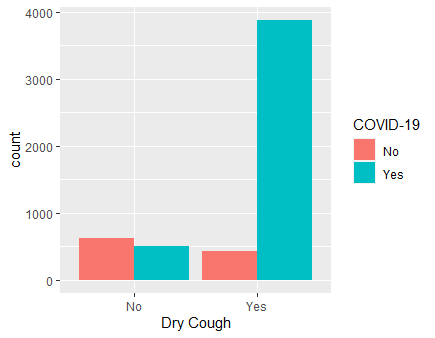 4000
3000
2000
1000
0
count
No
Yes
Dry Cough
COVID-19
No
Yes